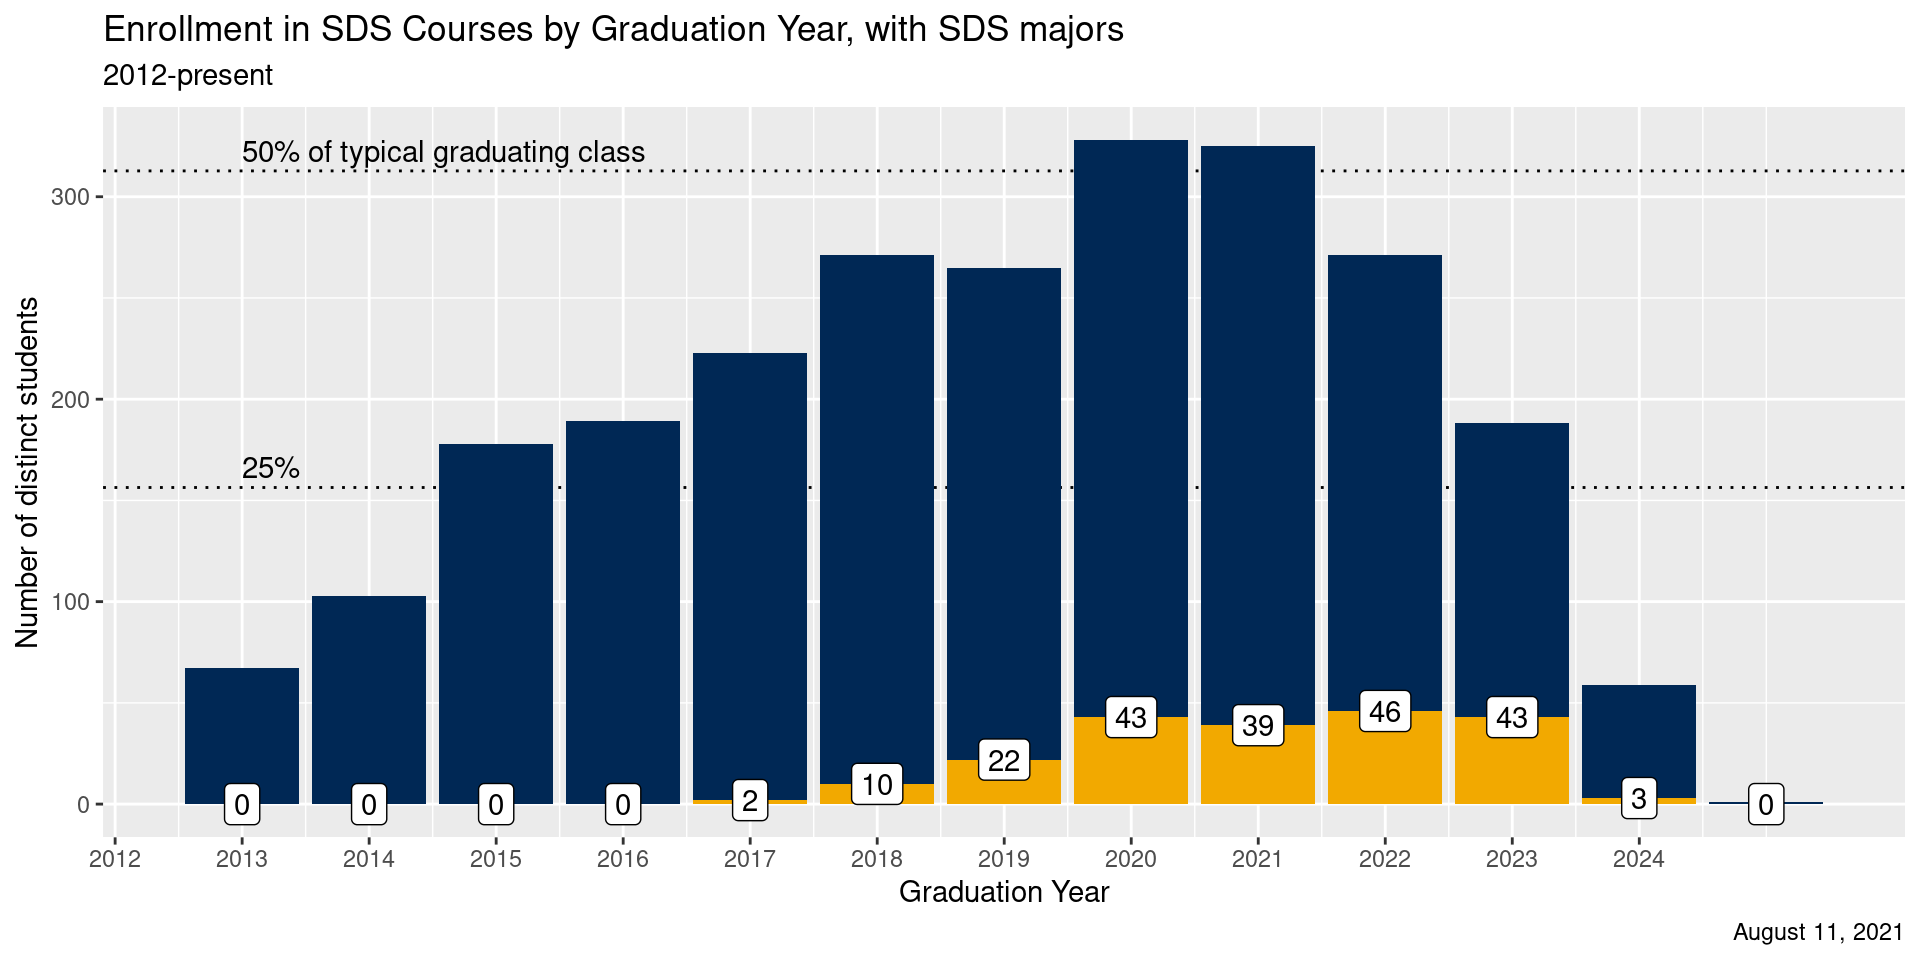 Enrollment in SDS Courses by Graduation Year, with SDS majors
2012-present
50% of typical graduating class
300
Number of distinct students
200
25%
100
43
39
46
43
22
10
2
3
0
0
0
0
0
0
2012 2013 2014 2015 2016 2017 2018 2019 2020 2021 2022 2023 2024
Graduation Year
August 11, 2021